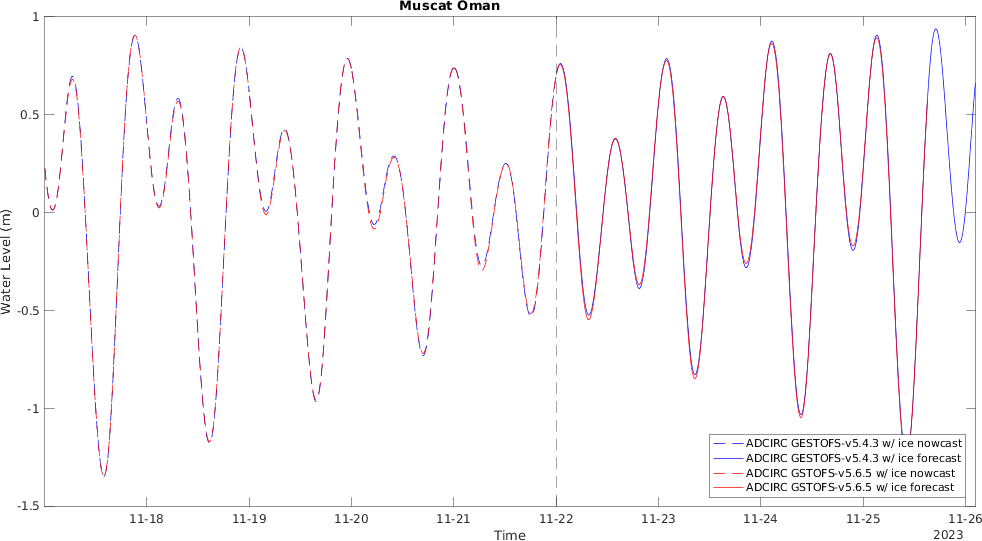 Muscat Oman
1
0.5
0
-0.5
-1
-1.5
Water Level (m)
11-18 11-19 11-20 11-21 11-22 11-23 11-24 11-25 11-26
Time
2023
ADCIRC GESTOFS-v5.4.3 w/ ice nowcast
ADCIRC GESTOFS-v5.4.3 w/ ice forecast
ADCIRC GSTOFS-v5.6.5 w/ ice nowcast
ADCIRC GSTOFS-v5.6.5 w/ ice forecast